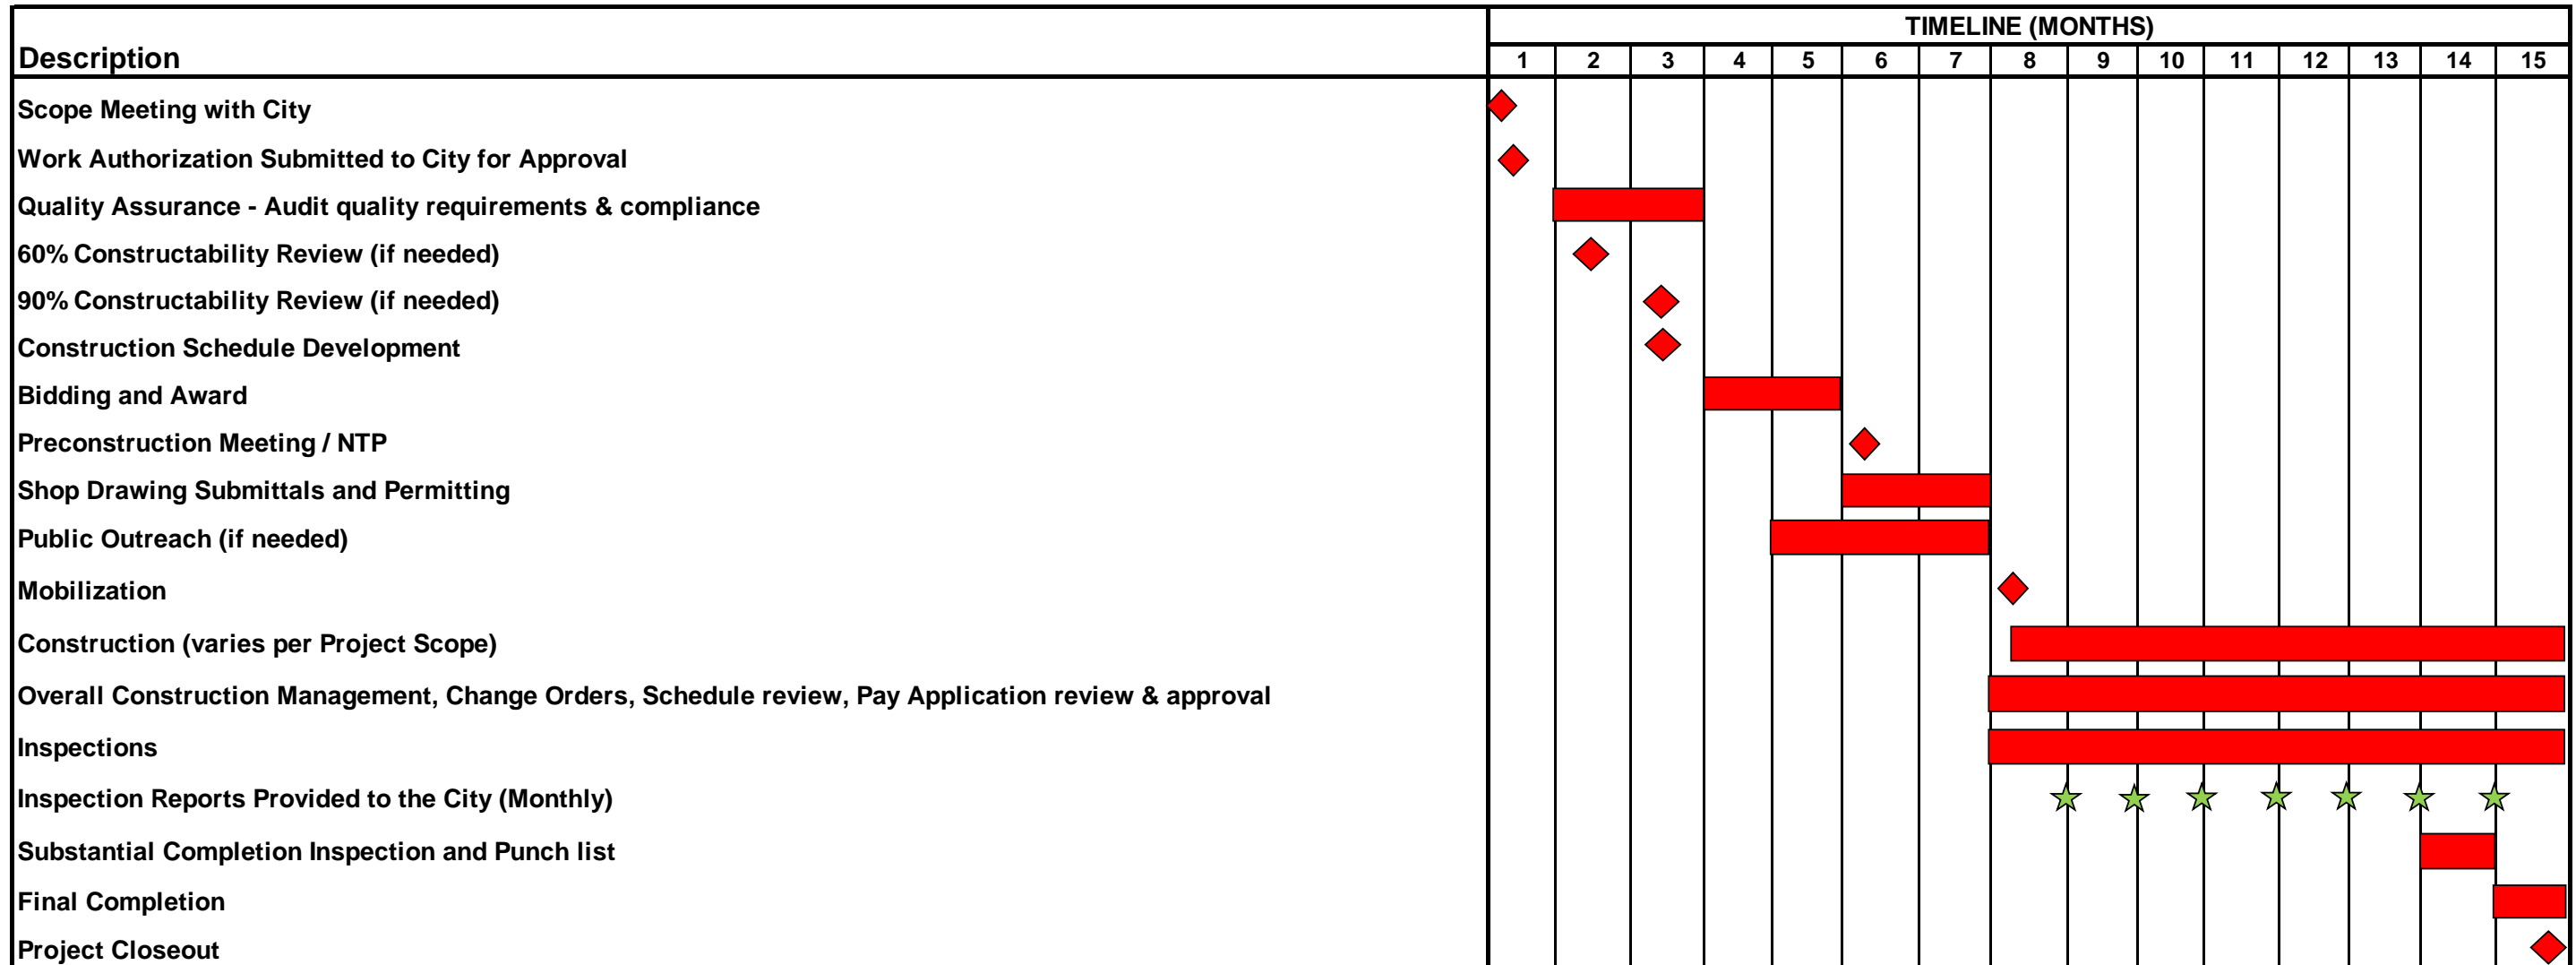 TIMELINE (MONTHS)
Description 1 2 3 4 5 6 7 8 9 10 11 12 13 14 15
Scope Meeting with City
Work Authorization Submitted to City for Approval
Quality Assurance - Audit quality requirements & compliance
60% Constructability Review (if needed)
90% Constructability Review (if needed)
Construction Schedule Development
Bidding and Award
Preconstruction Meeting / NTP
Shop Drawing Submittals and Permitting
Public Outreach (if needed)
Mobilization
Construction (varies per Project Scope)
Overall Construction Management, Change Orders, Schedule review, Pay Application review & approval
Inspections
Inspection Reports Provided to the City (Monthly)
Substantial Completion Inspection and Punch list
Final Completion
Project Closeout